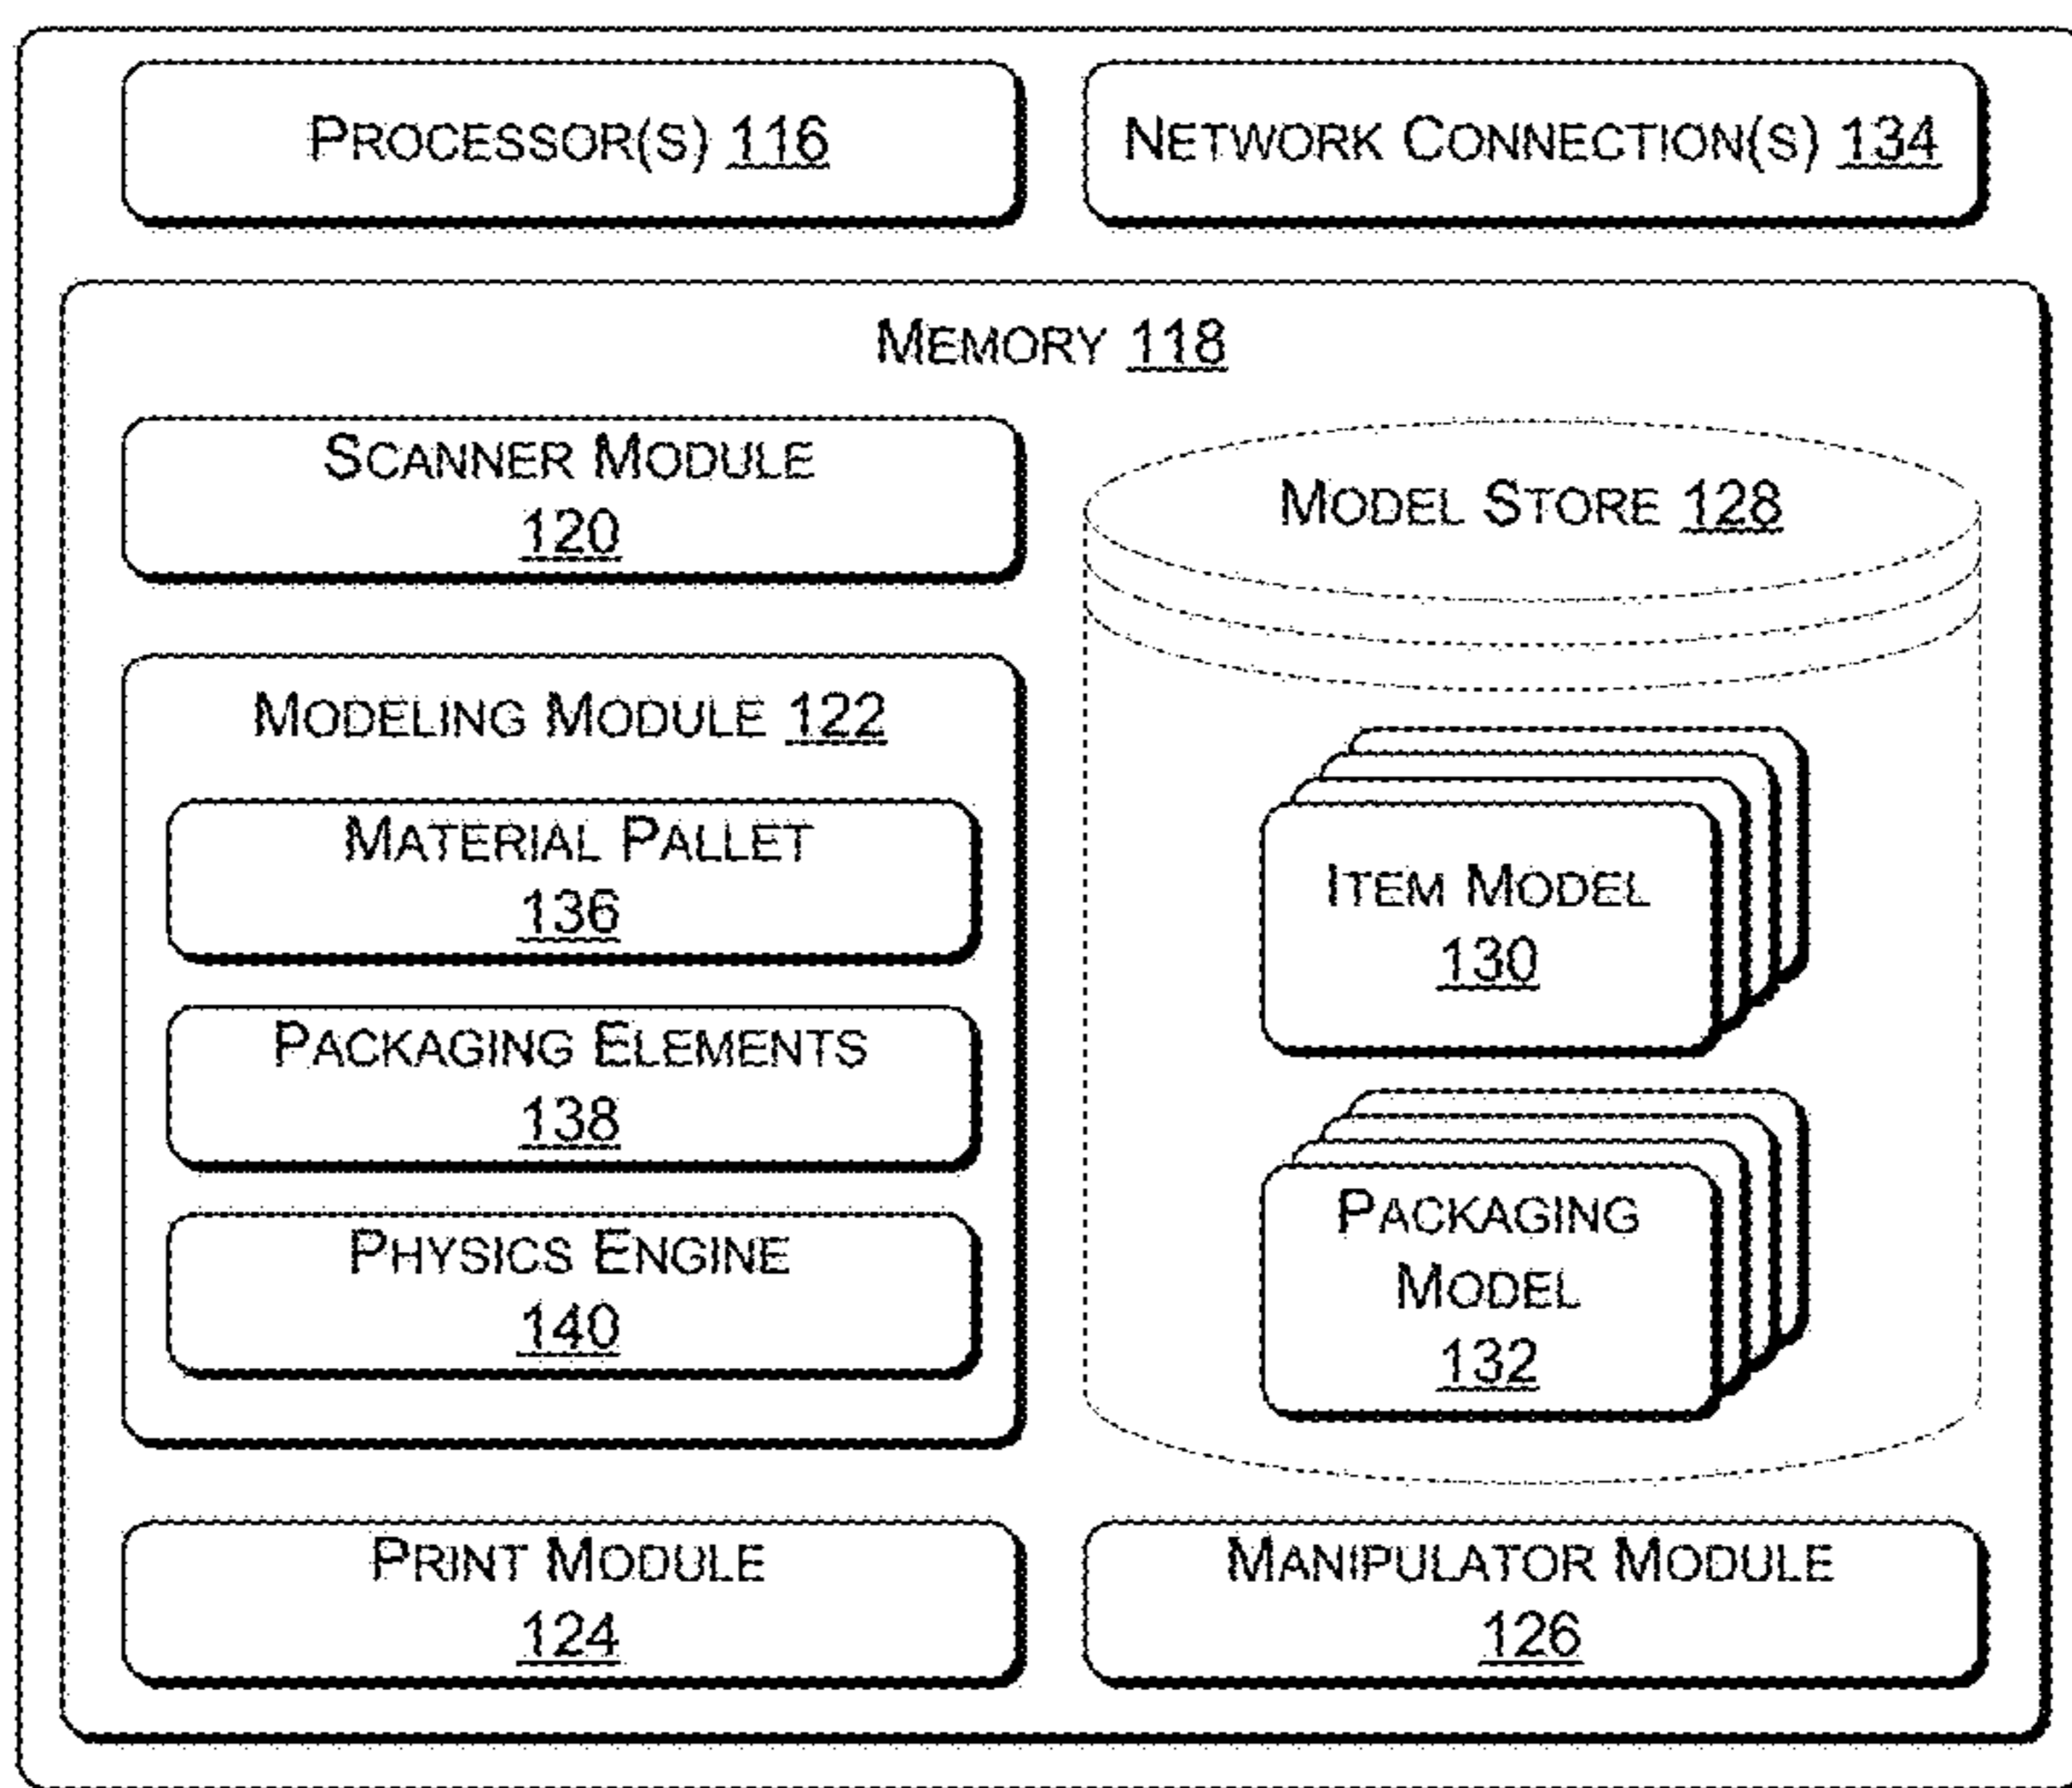 PROCESSOR(S) 116
NETWORK CONNECTION(S) 134
MEMORY 118
SCANNER MODULE
120
MODELING MODULE 122
MATERIAL PALLET
136
PACKAGING ELEMENTS
138
PHYSICS ENGINE
140
MODEL STORE 128
ITEM MODEL
130
PACKAGING
MODEL
132
PRINT MODULE
124
MANIPULATOR MODULE
126